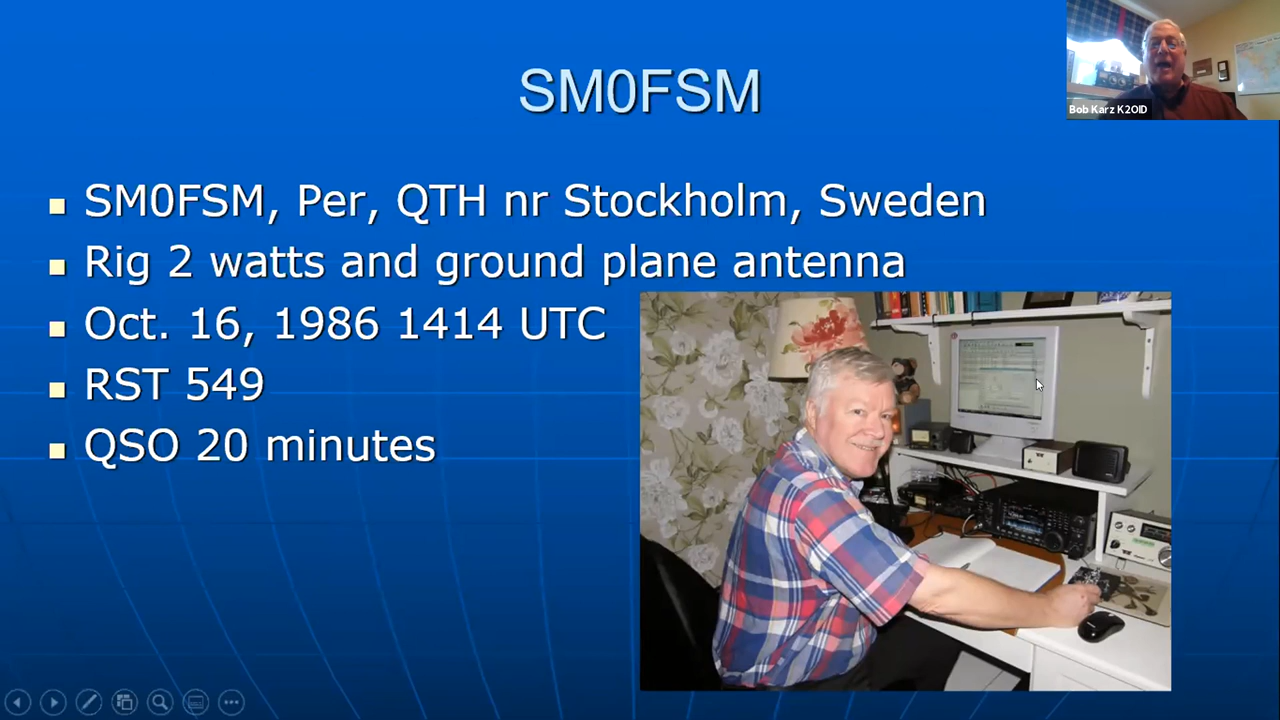 SM0FSM
Bob Karz K2OID
SM0FSM, Per, QTH nr Stockholm, Sweden
Rig 2 watts and ground plane antenna
Oct. 16, 1986 1414 UTC
RST 549
QSO 20 minutes